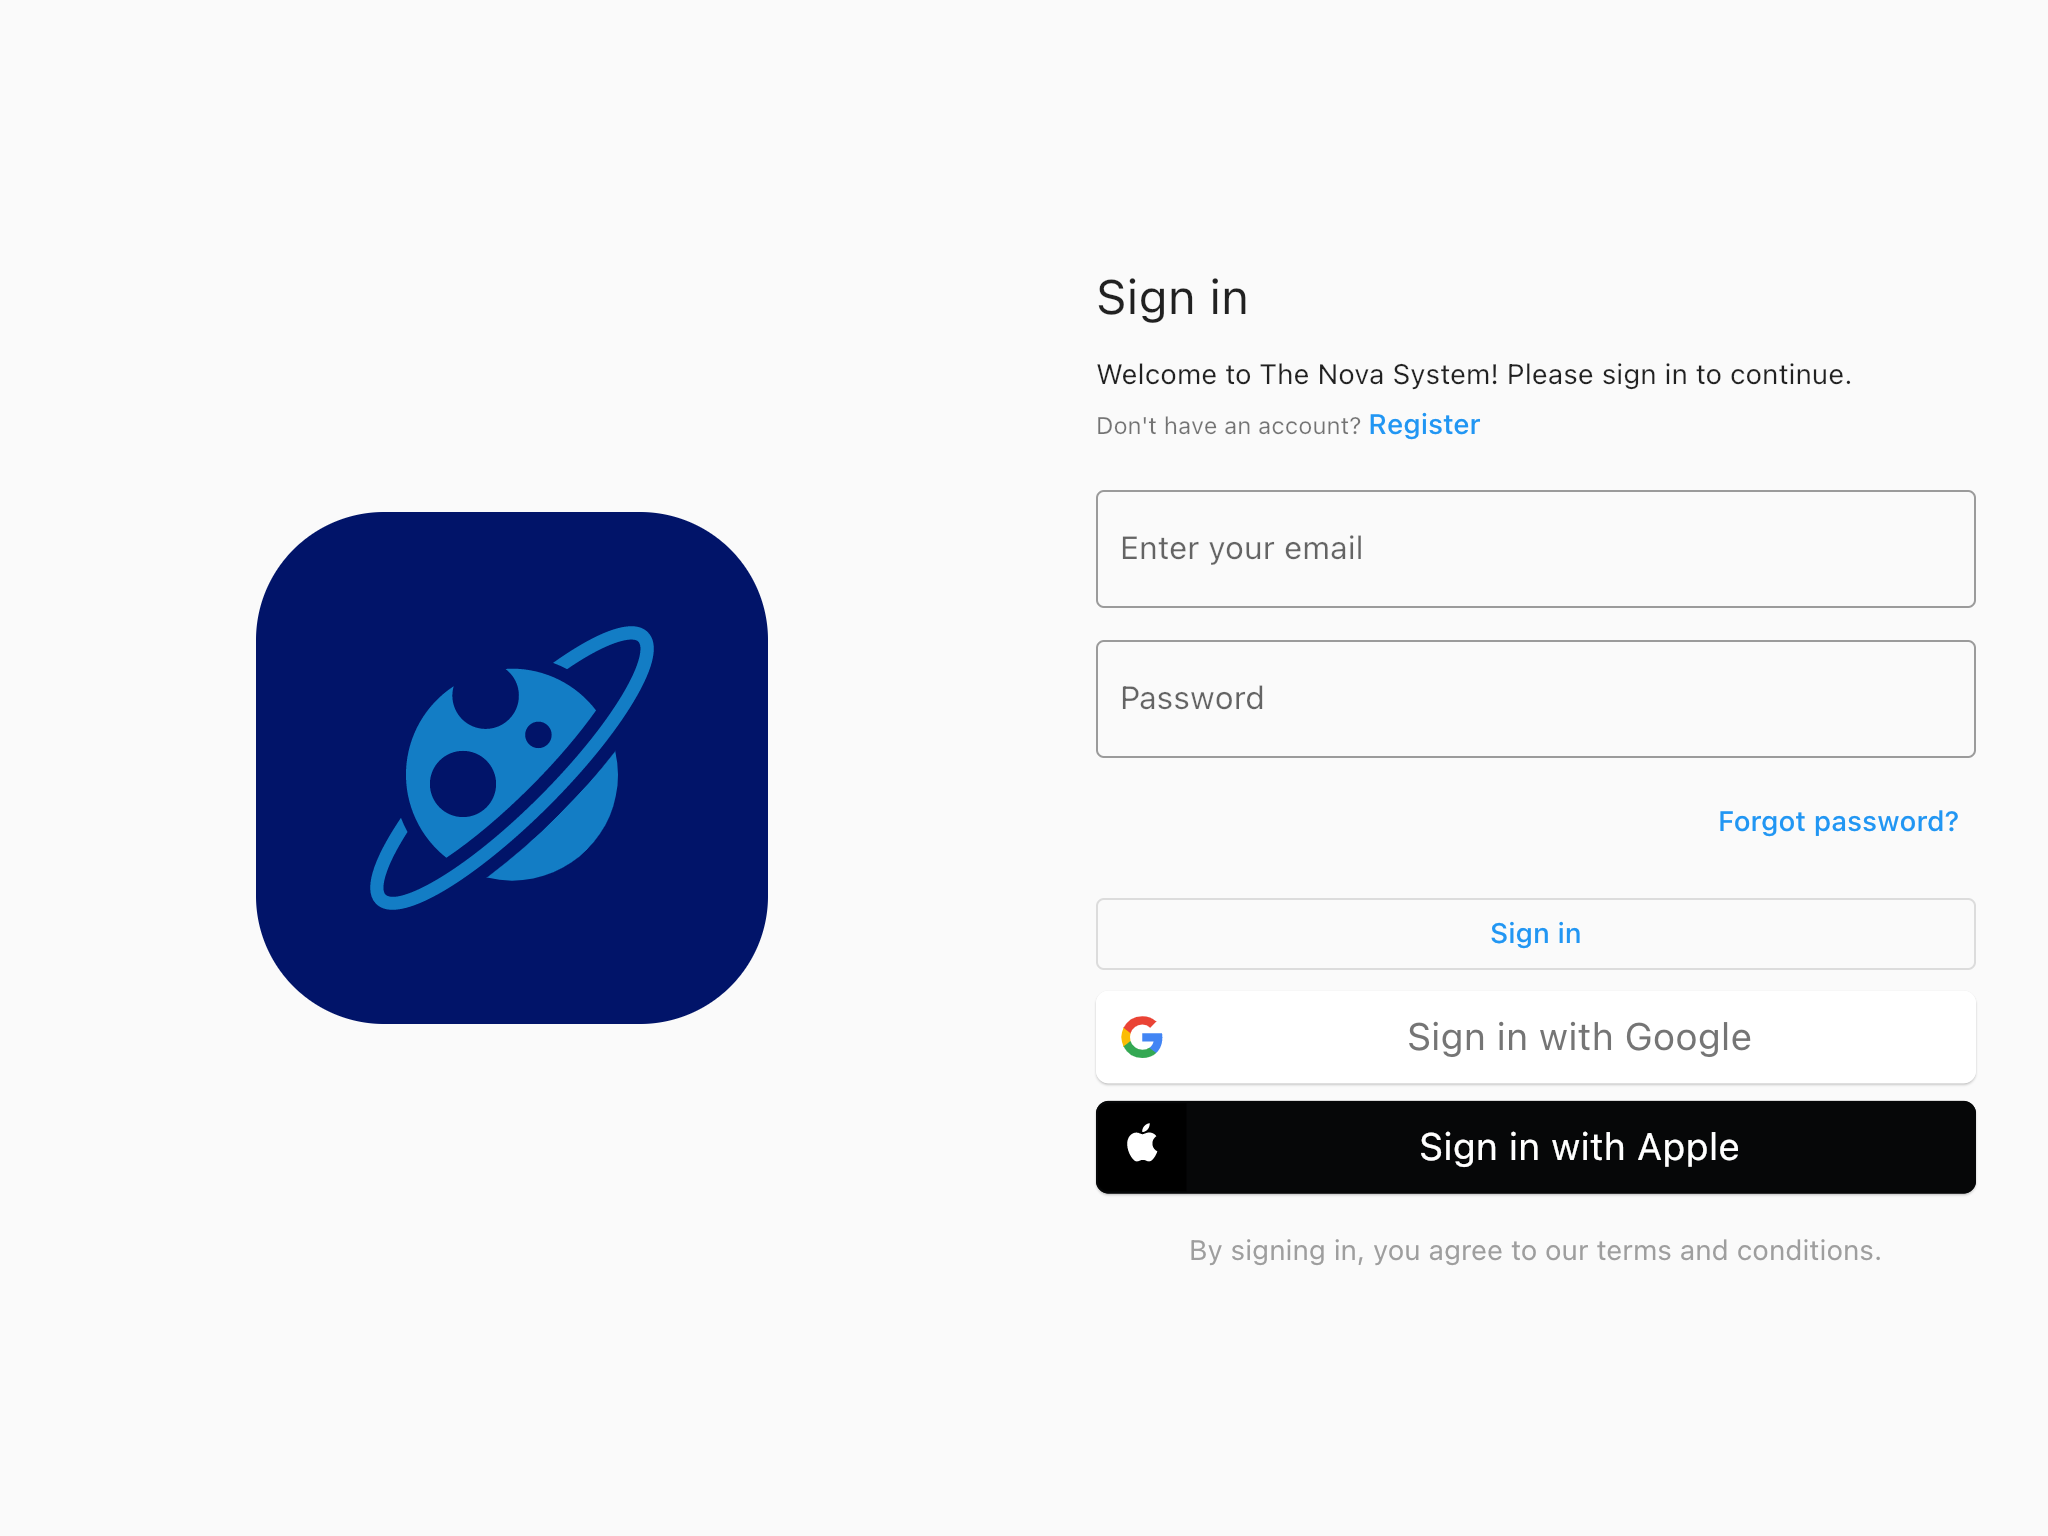 Sign in
Welcome to The Nova System! Please sign in to continue.
Don't have an account? Register
Enter your email
Password
Forgot password?
Sign in
Sign in with Google
Sign in with Apple
By signing in, you agree to our terms and conditions.